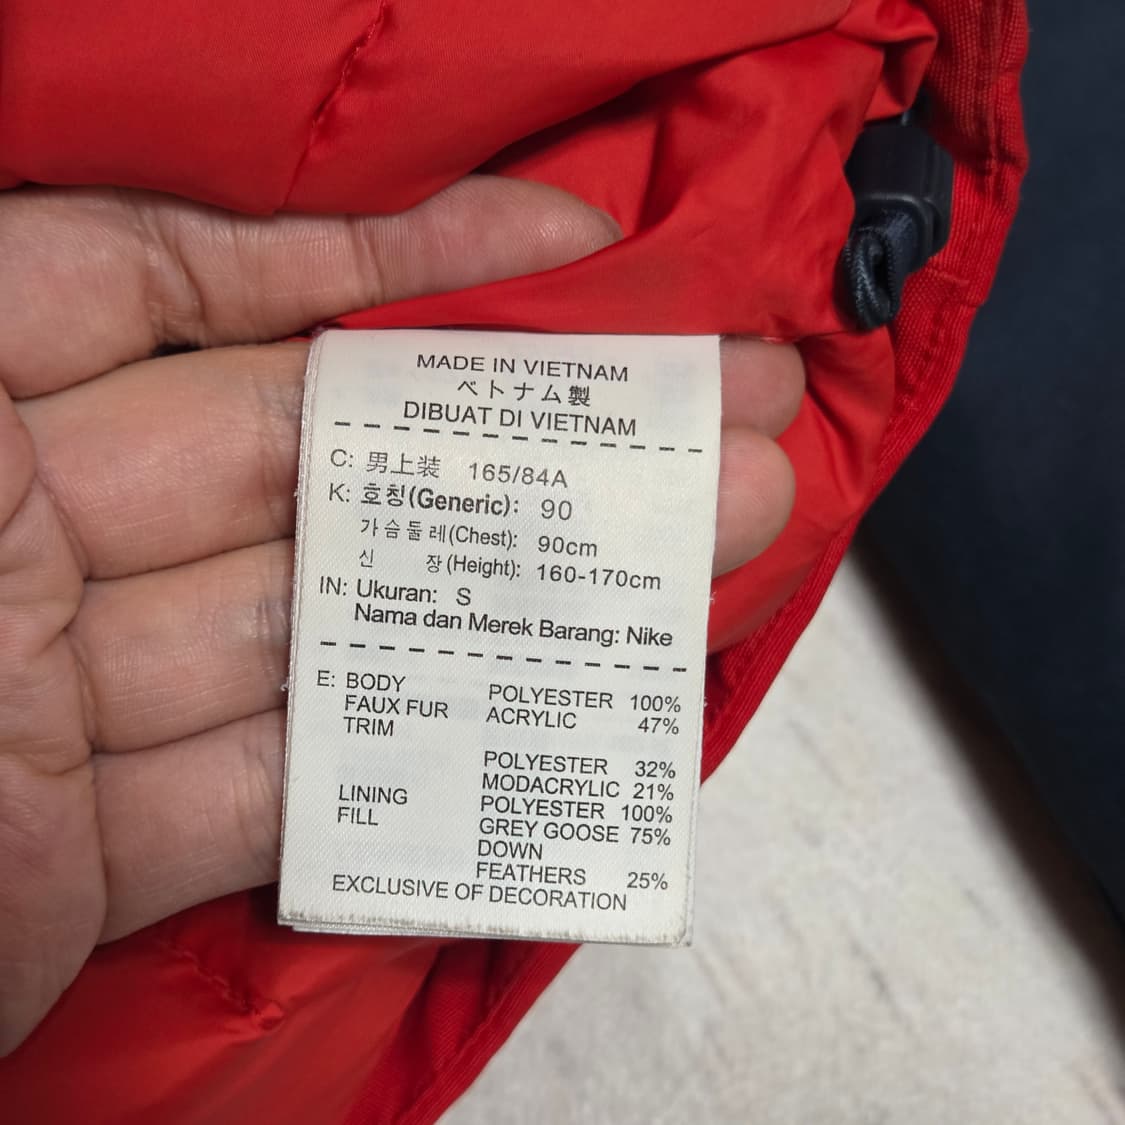 MADE IN VIETNAM
ベトナム製
DIBUAT DI VIETNAM
C: 男上装 165/84A
K: 호칭(Generic): 90
가슴둘레(Chest): 90cm
신 장(Height): 160-170cm
IN: Ukuran: S
Nama dan Merek Barang: Nike
E: BODY POLYESTER 100%
FAUX FUR ACRYLIC 47%
TRIM
POLYESTER 32%
MODACRYLIC 21%
LINING POLYESTER 100%
FILL GREY GOOSE 75%
DOWN
FEATHERS 25%
EXCLUSIVE OF DECORATION